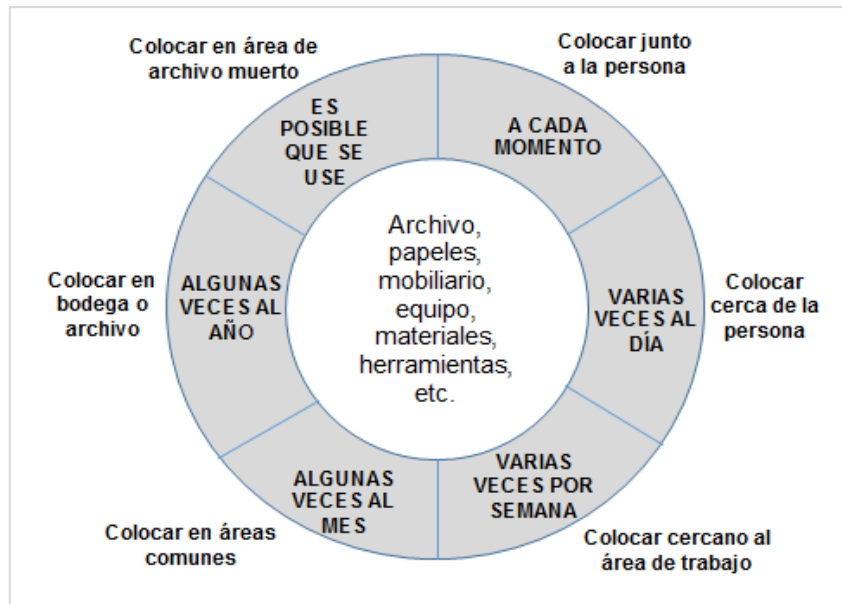 Colocar en área de
archivo muerto
Colocar junto
a la persona
ES
POSIBLE
QUE SE
USE
A CADA
MOMENTO
Archivo,
papeles,
mobiliario,
equipo,
materiales,
herramientas,
etc.
Colocar en
bodega o
archivo
ALGUNAS
VECES AL
AÑO
VARIAS
VECES AL
DÍA
Colocar
cerca de la
persona
ALGUNAS
VECES AL
MES
VARIAS
VECES POR
SEMANA
Colocar en áreas
comunes
Colocar cercano al
área de trabajo